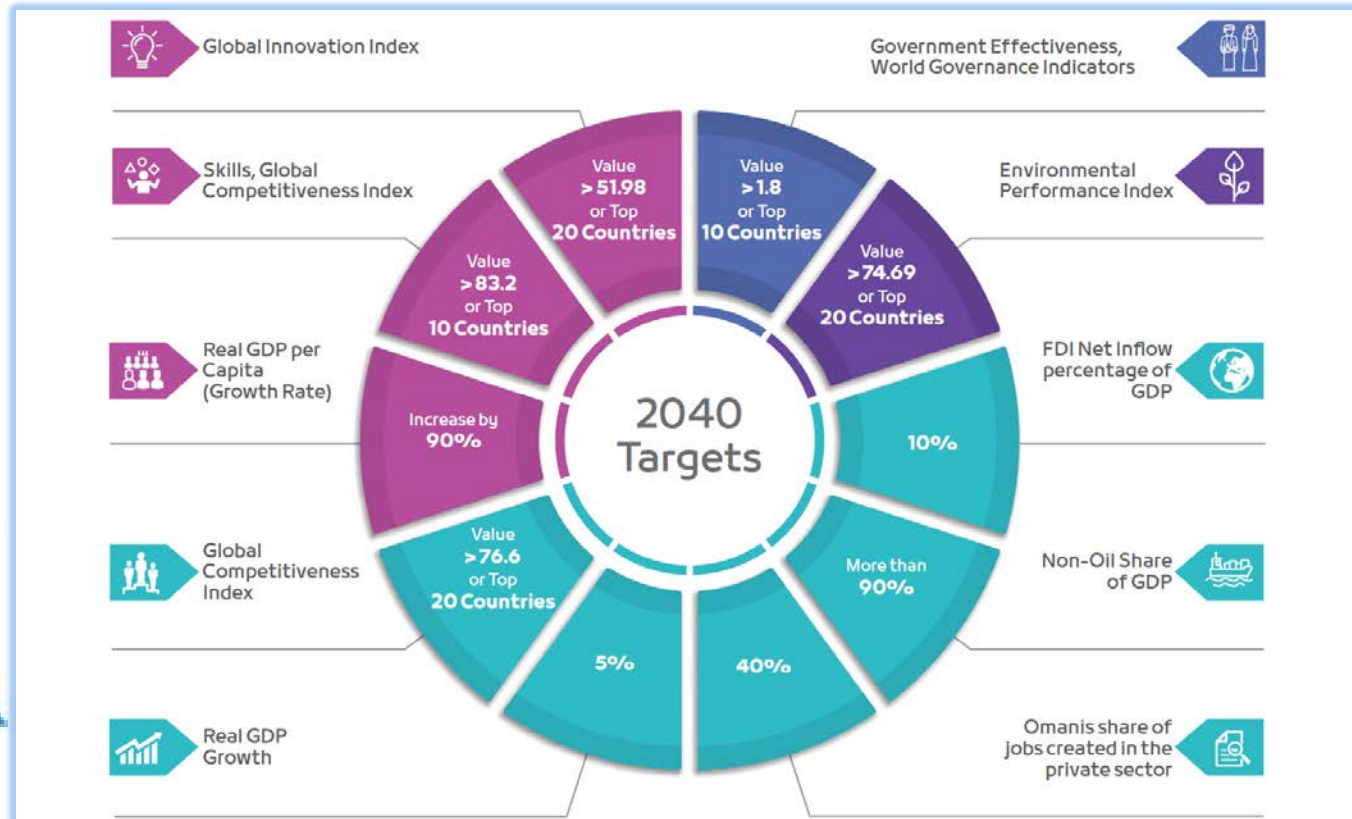 Global Innovation Index
Government Effectiveness,
World Governance Indicators
Skills, Global
Competitiveness Index
Environmental
Performance Index
Real GDP per
Capita
(Growth Rate)
FDI Net Inflow
percentage of
GDP
Global
Competitiveness
Index
Non-Oil Share
of GDP
Real GDP
Growth
Omanis share of
jobs created in the
private sector
Value
>51.98
or Top
20 Countries
Value
>1.8
or Top
10 Countries
Value
>83.2
or Top
10 Countries
Value
>74.69
or Top
20 Countries
Increase by
90%
10%
Value
>76.6
or Top
20 Countries
More than
90%
5%
40%
2040
Targets